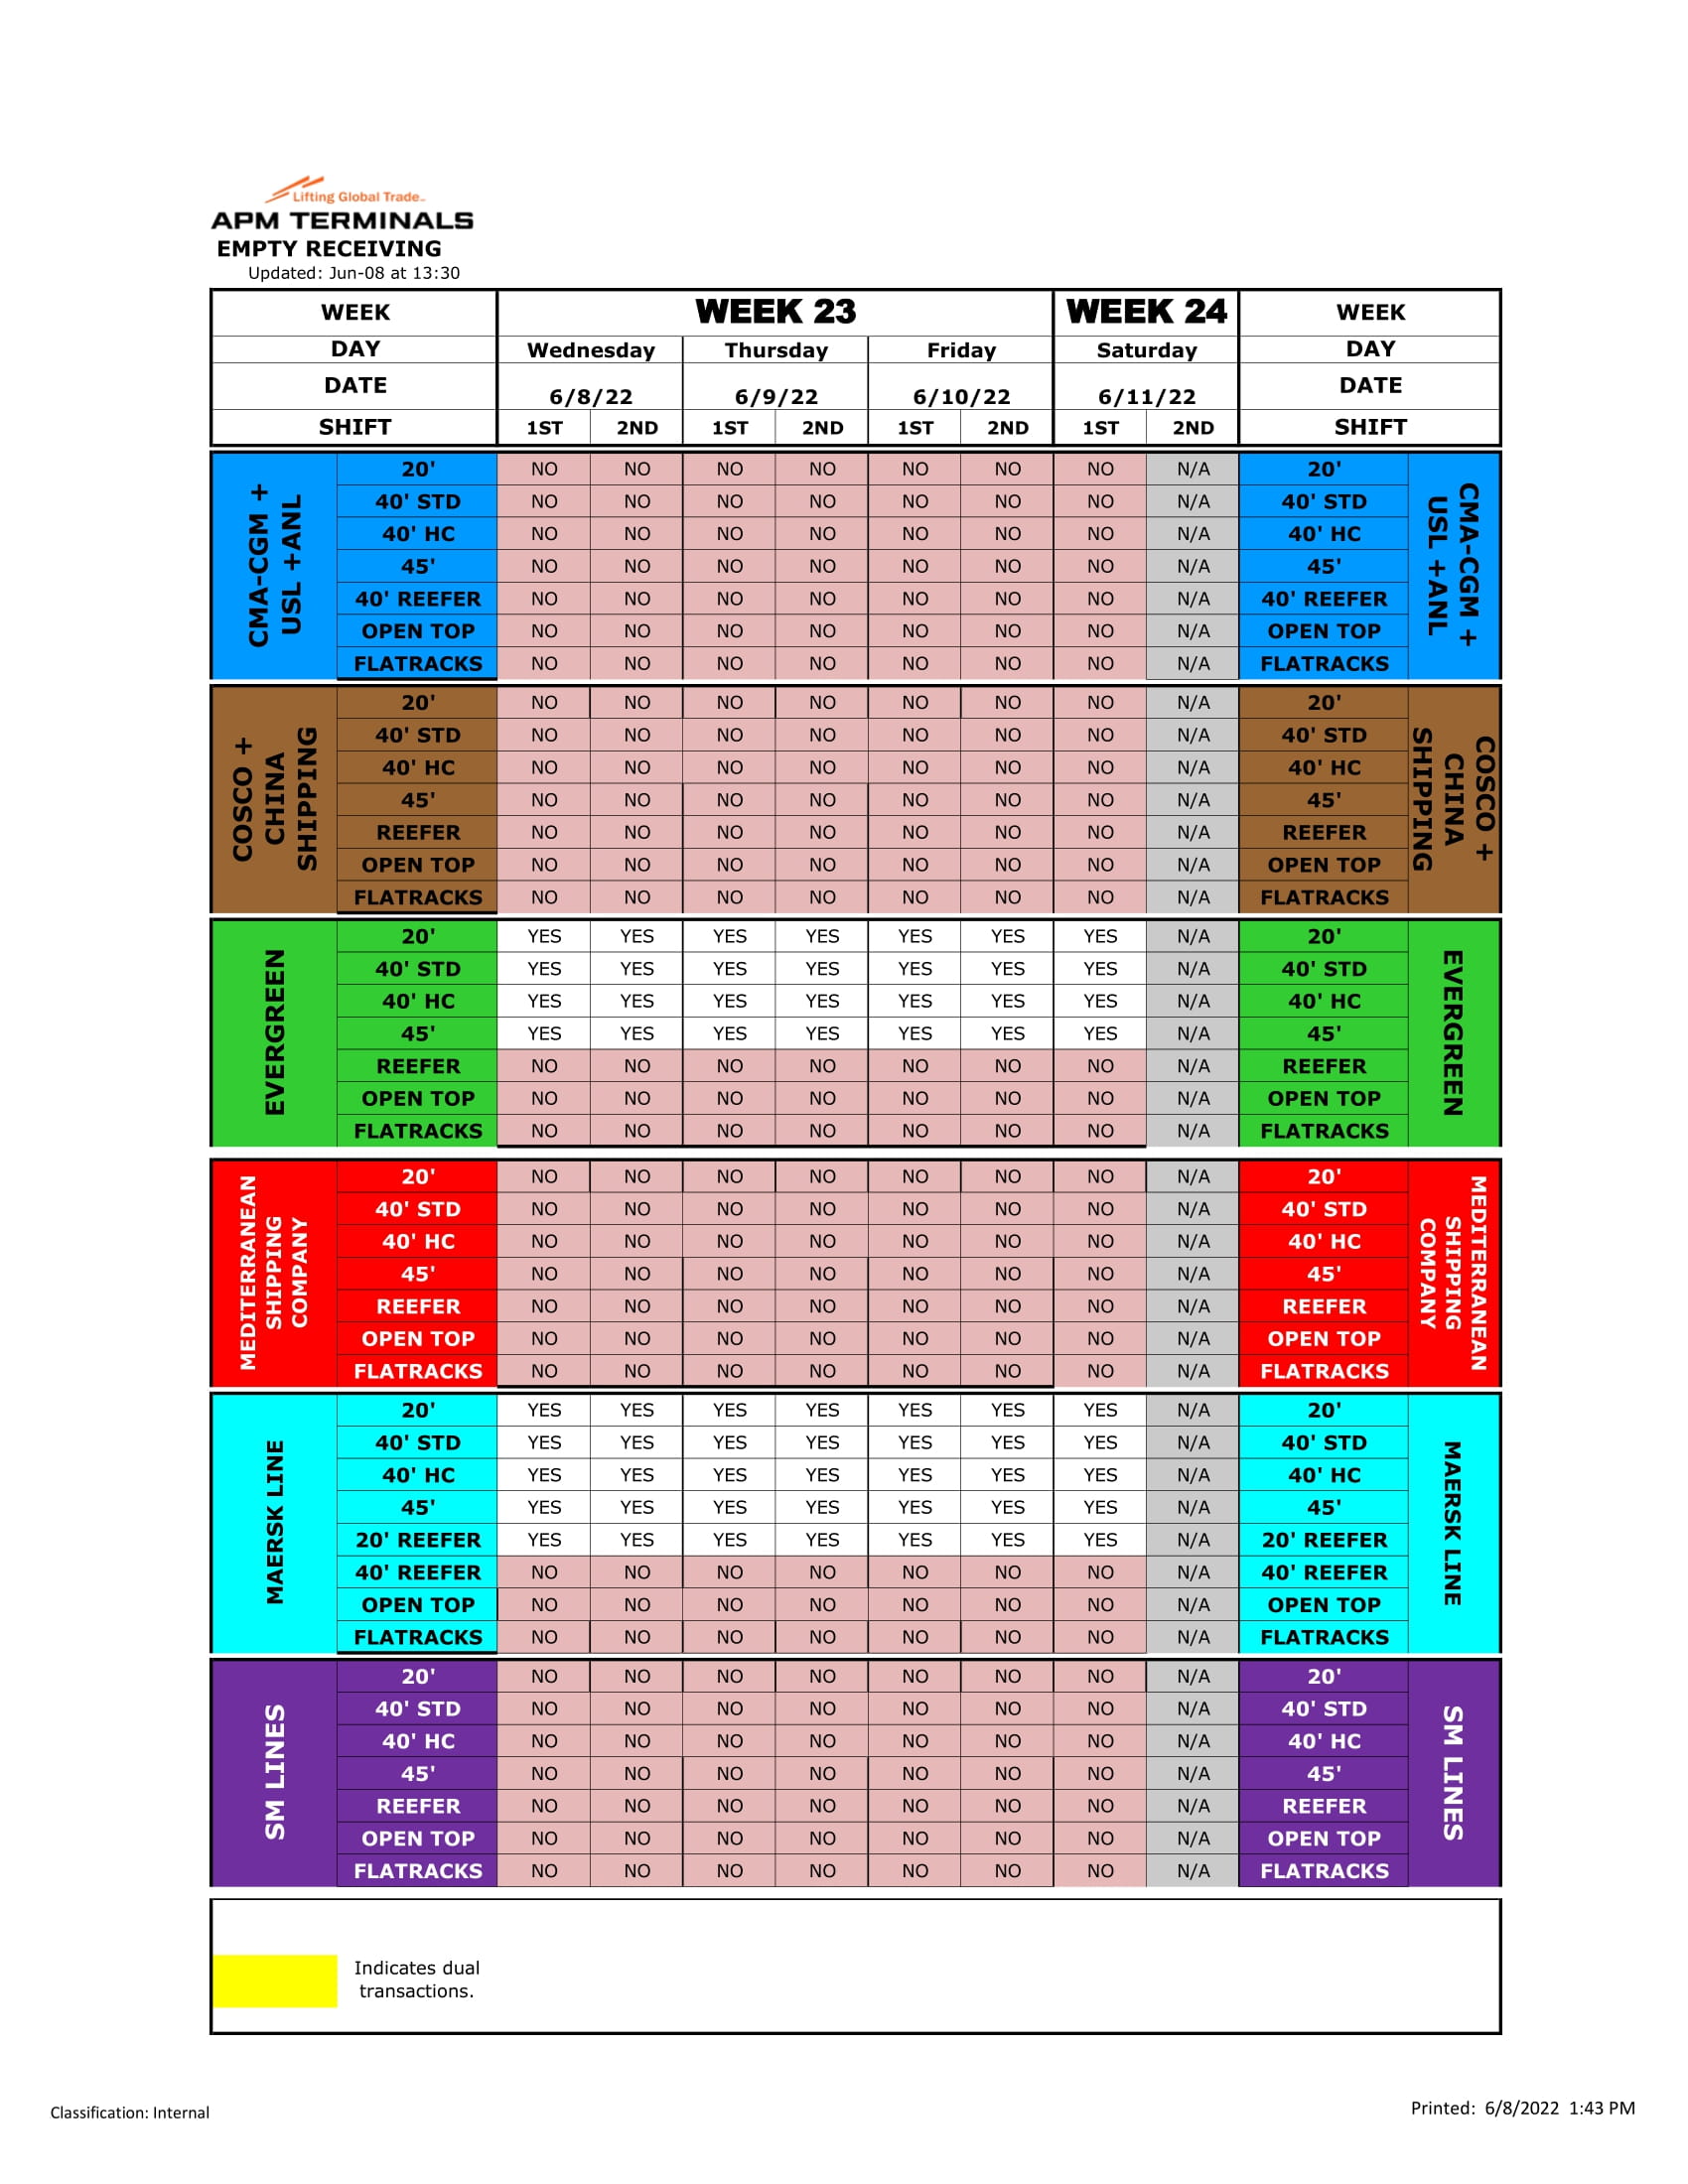 Lifting Global Trade™
APM TERMINALS
EMPTY RECEIVING
Updated: Jun-08 at 13:30
WEEK WEEK 23 WEEK 24 WEEK
DAY Wednesday Thursday Friday Saturday DAY
DATE 6/8/22 6/9/22 6/10/22 6/11/22 DATE
SHIFT 1ST 2ND 1ST 2ND 1ST 2ND 1ST 2ND SHIFT
CMA-CGM + USL +ANL
20' NO NO NO NO NO NO NO N/A 20'
40' STD NO NO NO NO NO NO NO N/A 40' STD
40' HC NO NO NO NO NO NO NO N/A 40' HC
45' NO NO NO NO NO NO NO N/A 45'
40' REEFER NO NO NO NO NO NO NO N/A 40' REEFER
OPEN TOP NO NO NO NO NO NO NO N/A OPEN TOP
FLATRACKS NO NO NO NO NO NO NO N/A FLATRACKS
CMA-CGM + USL +ANL
COSCO + CHINA SHIPPING
20' NO NO NO NO NO NO NO N/A 20'
40' STD NO NO NO NO NO NO NO N/A 40' STD
40' HC NO NO NO NO NO NO NO N/A 40' HC
45' NO NO NO NO NO NO NO N/A 45'
REEFER NO NO NO NO NO NO NO N/A REEFER
OPEN TOP NO NO NO NO NO NO NO N/A OPEN TOP
FLATRACKS NO NO NO NO NO NO NO N/A FLATRACKS
COSCO + CHINA SHIPPING
EVERGREEN
20' YES YES YES YES YES YES YES N/A 20'
40' STD YES YES YES YES YES YES YES N/A 40' STD
40' HC YES YES YES YES YES YES YES N/A 40' HC
45' YES YES YES YES YES YES YES N/A 45'
REEFER NO NO NO NO NO NO NO N/A REEFER
OPEN TOP NO NO NO NO NO NO NO N/A OPEN TOP
FLATRACKS NO NO NO NO NO NO NO N/A FLATRACKS
EVERGREEN
MEDITERRANEAN SHIPPING COMPANY
20' NO NO NO NO NO NO NO N/A 20'
40' STD NO NO NO NO NO NO NO N/A 40' STD
40' HC NO NO NO NO NO NO NO N/A 40' HC
45' NO NO NO NO NO NO NO N/A 45'
REEFER NO NO NO NO NO NO NO N/A REEFER
OPEN TOP NO NO NO NO NO NO NO N/A OPEN TOP
FLATRACKS NO NO NO NO NO NO NO N/A FLATRACKS
MEDITERRANEAN SHIPPING COMPANY
MAERSK LINE
20' YES YES YES YES YES YES YES N/A 20'
40' STD YES YES YES YES YES YES YES N/A 40' STD
40' HC YES YES YES YES YES YES YES N/A 40' HC
45' YES YES YES YES YES YES YES N/A 45'
20' REEFER YES YES YES YES YES YES YES N/A 20' REEFER
40' REEFER NO NO NO NO NO NO NO N/A 40' REEFER
OPEN TOP NO NO NO NO NO NO NO N/A OPEN TOP
FLATRACKS NO NO NO NO NO NO NO N/A FLATRACKS
MAERSK LINE
SM LINES
20' NO NO NO NO NO NO NO N/A 20'
40' STD NO NO NO NO NO NO NO N/A 40' STD
40' HC NO NO NO NO NO NO NO N/A 40' HC
45' NO NO NO NO NO NO NO N/A 45'
REEFER NO NO NO NO NO NO NO N/A REEFER
OPEN TOP NO NO NO NO NO NO NO N/A OPEN TOP
FLATRACKS NO NO NO NO NO NO NO N/A FLATRACKS
SM LINES
Indicates dual
transactions.
Classification: Internal
Printed: 6/8/2022 1:43 PM